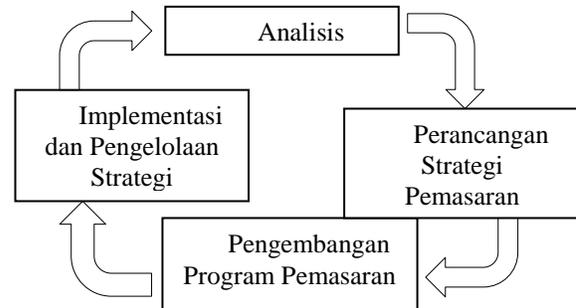 Analisis
Implementasi
dan Pengelolaan
Strategi
Perancangan
Strategi
Pemasaran
Pengembangan
Program Pemasaran